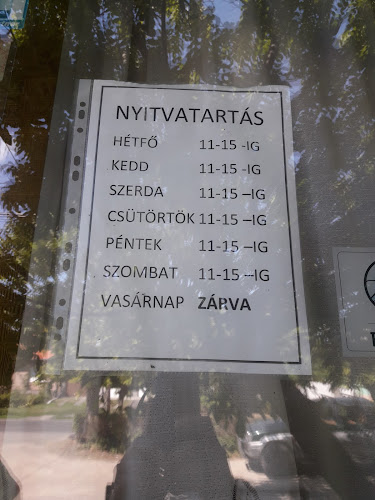 NYITVATARTÁS
HÉTFŐ 11-15 -IG
KEDD 11-15 -IG
SZERDA 11-15 –IG
CSÜTÖRTÖK 11-15 –IG
PÉNTEK 11-15 –IG
SZOMBAT 11-15 –IG
VASÁRNAP ZÁRVA